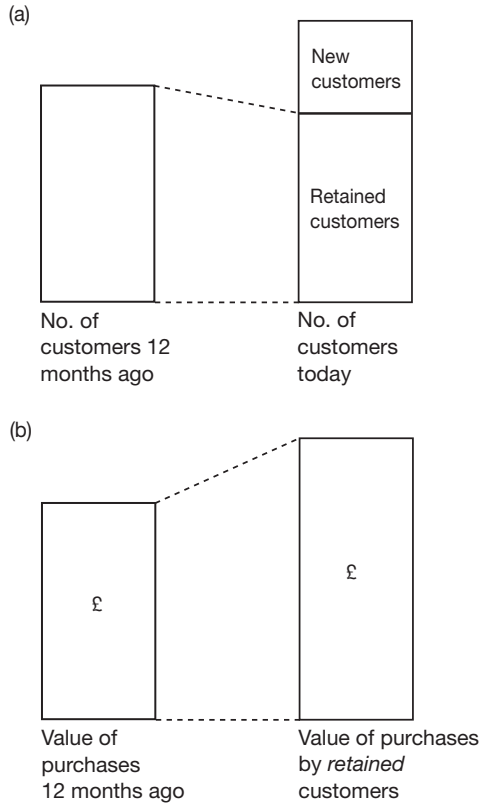 (a)
New
customers
Retained
customers
No. of
customers 12
months ago
No. of
customers
today
(b)
£
£
Value of
purchases
12 months ago
Value of purchases
by retained
customers